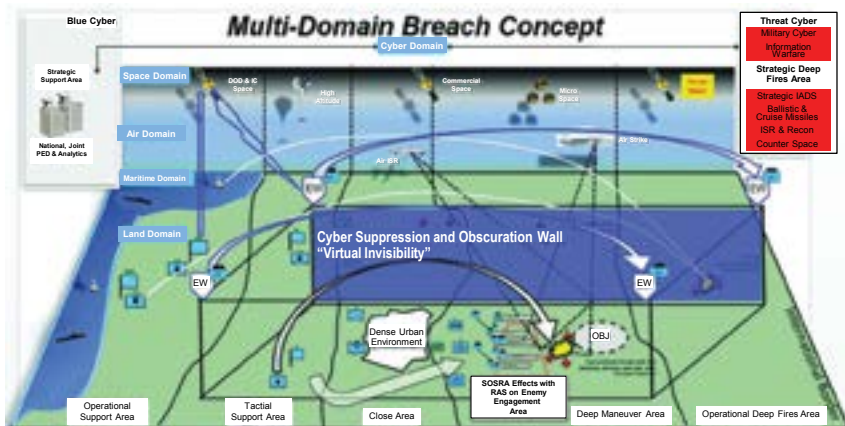 Multi-Domain Breach Concept
Blue Cyber
Cyber Domain
Threat Cyber
Military Cyber
Information
Warfare
Strategic Deep
Fires Area
Strategic IADS
Ballistic &
Cruise Missiles
ISR & Recon
Counter Space
Strategic
Support Area
National, Joint
PED & Analytics
Space Domain
DOD & IC
Space
High
Altitude
Commercial
Space
Micro
Space
Air Domain
Air ISR
Air Strike
Maritime Domain
EW
EW
Land Domain
Cyber Suppression and Obscuration Wall
“Virtual Invisibility”
EW
EW
Dense Urban
Environment
OBJ
SOSRA Effects with
RAS on Enemy
Engagement
Area
Operational
Support Area
Tactial
Support Area
Close Area
Deep Maneuver Area
Operational Deep Fires Area